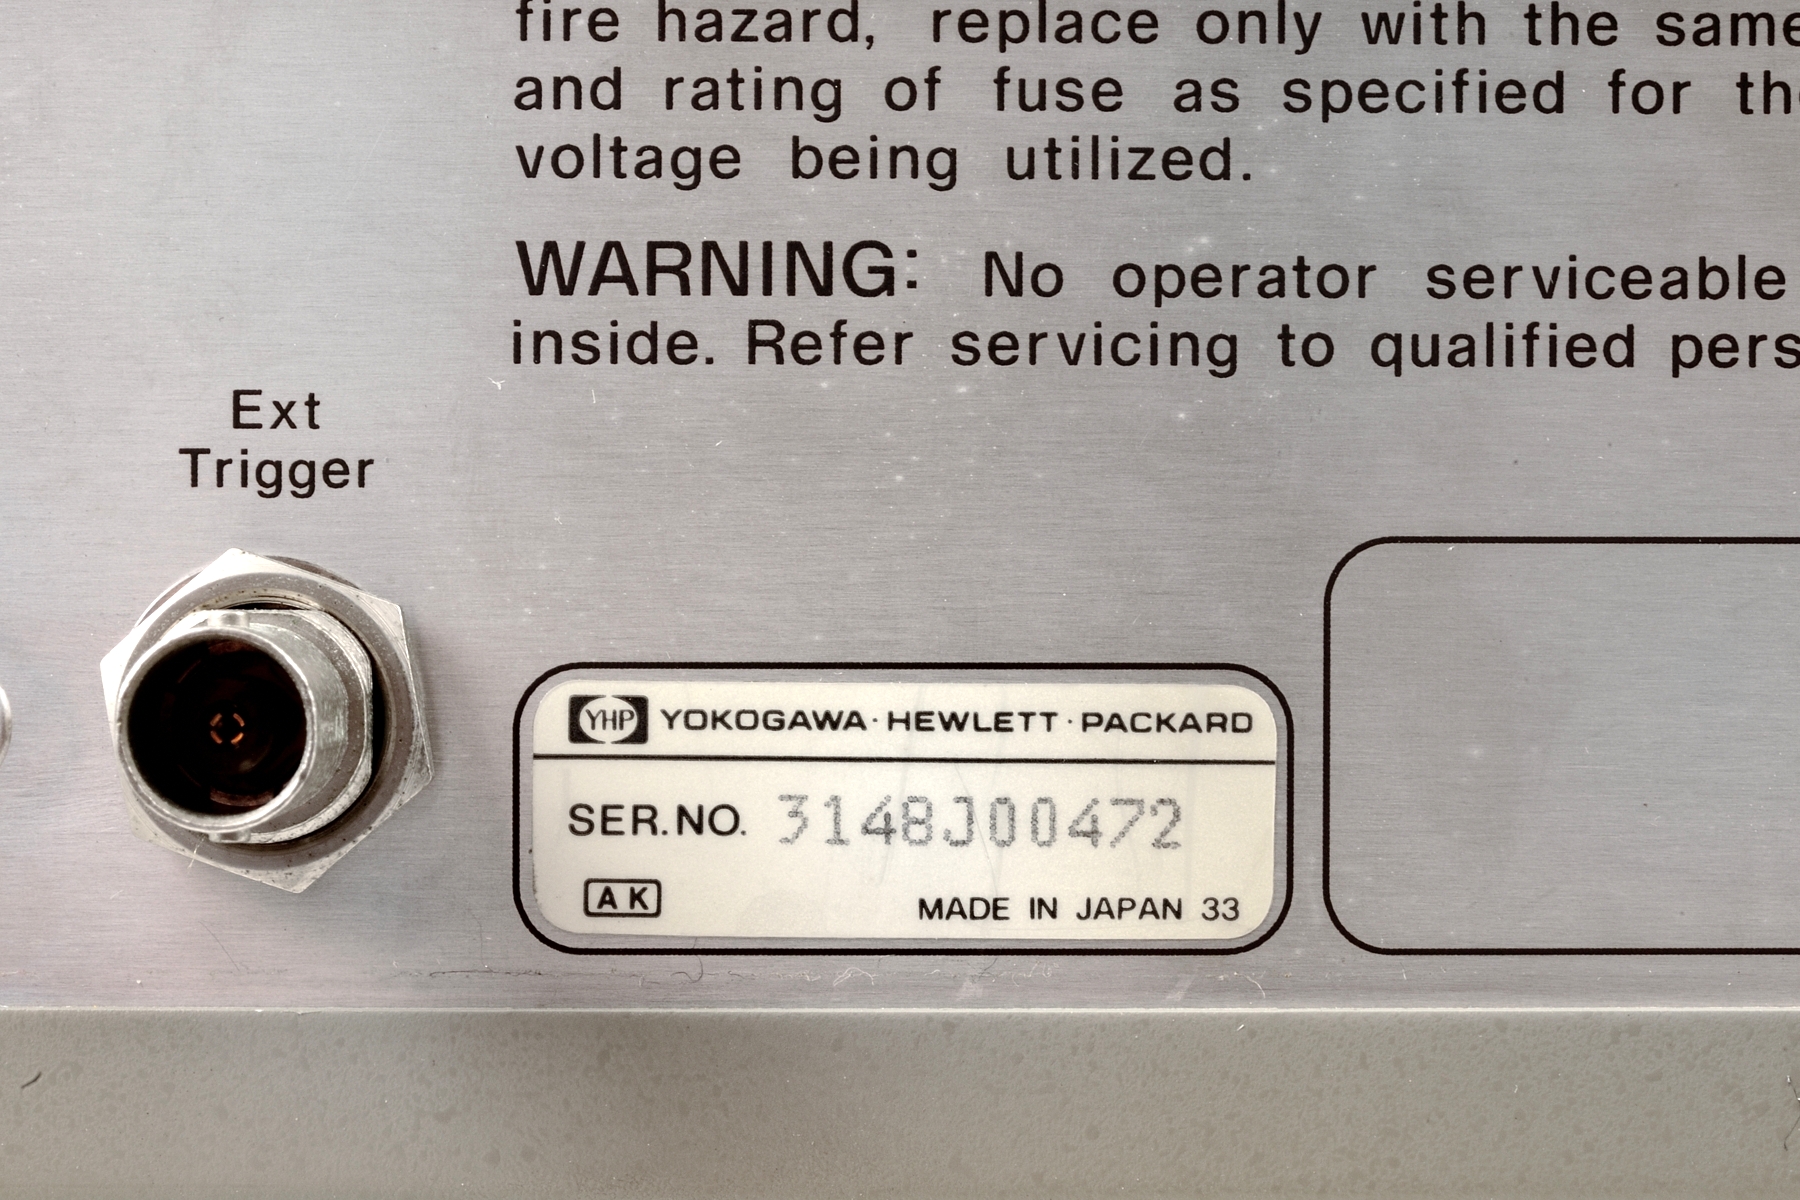 fire hazard, replace only with the same
and rating of fuse as specified for the
voltage being utilized.
WARNING: No operator serviceable
inside. Refer servicing to qualified pers
Ext
Trigger
YHP YOKOGAWA·HEWLETT·PACKARD
SER.NO. 3148J00472
AK
MADE IN JAPAN 33